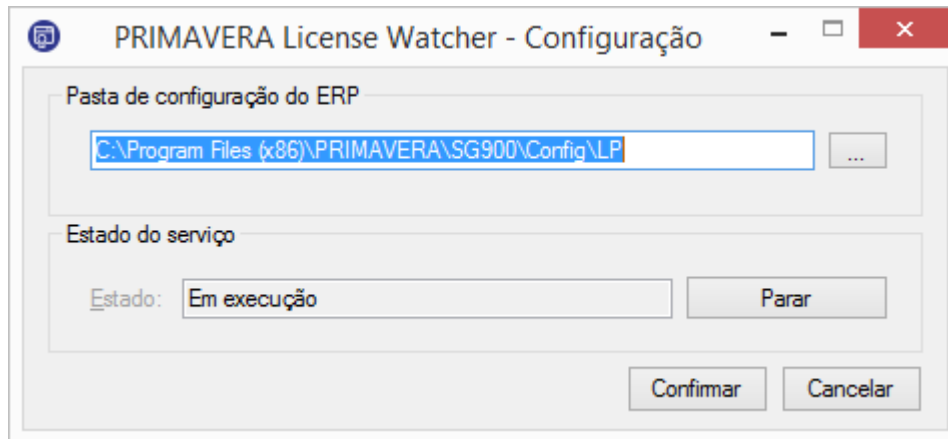 PRIMAVERA License Watcher - Configuração
Pasta de configuração do ERP
C:\Program Files (x86)\PRIMAVERA\SG900\Config\LP
...
Estado do serviço
Estado:
Em execução
Parar
Confirmar
Cancelar